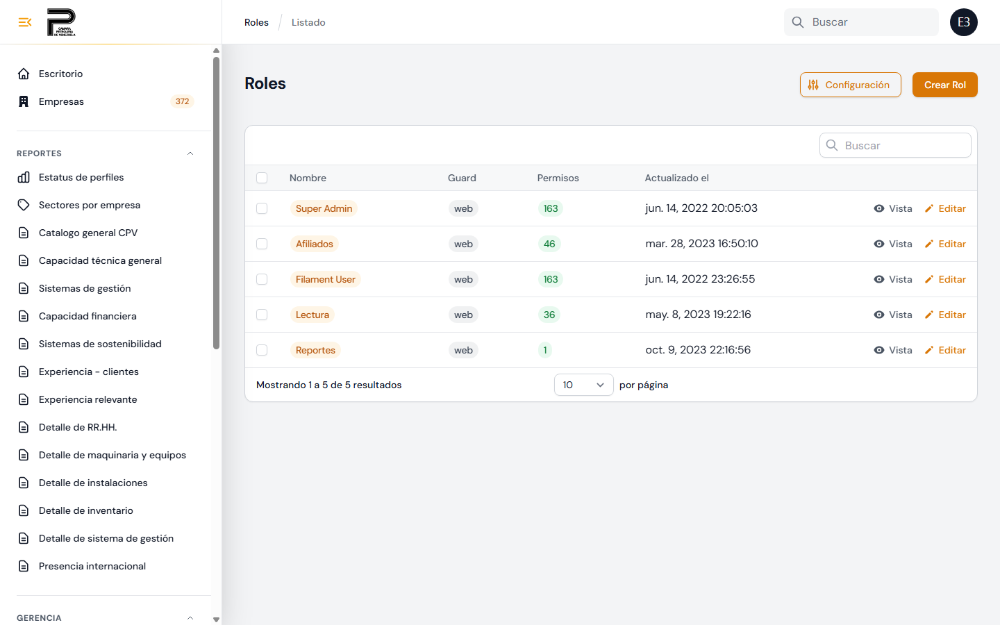 CAMARA
PETROLERA
DE VENEZUELA
Roles
Listado
Buscar
E3
Escritorio
Empresas
372
REPORTES
Estatus de perfiles
Sectores por empresa
Catalogo general CPV
Capacidad técnica general
Sistemas de gestión
Capacidad financiera
Sistemas de sostenibilidad
Experiencia - clientes
Experiencia relevante
Detalle de RR.HH.
Detalle de maquinaria y equipos
Detalle de instalaciones
Detalle de inventario
Detalle de sistema de gestión
Presencia internacional
GERENCIA
Roles
Configuración
Crear Rol
Buscar
Nombre Guard Permisos Actualizado el
Super Admin web 163 jun. 14, 2022 20:05:03 Vista Editar
Afiliados web 46 mar. 28, 2023 16:50:10 Vista Editar
Filament User web 163 jun. 14, 2022 23:26:55 Vista Editar
Lectura web 36 may. 8, 2023 19:22:16 Vista Editar
Reportes web 1 oct. 9, 2023 22:16:56 Vista Editar
Mostrando 1 a 5 de 5 resultados 10 por página